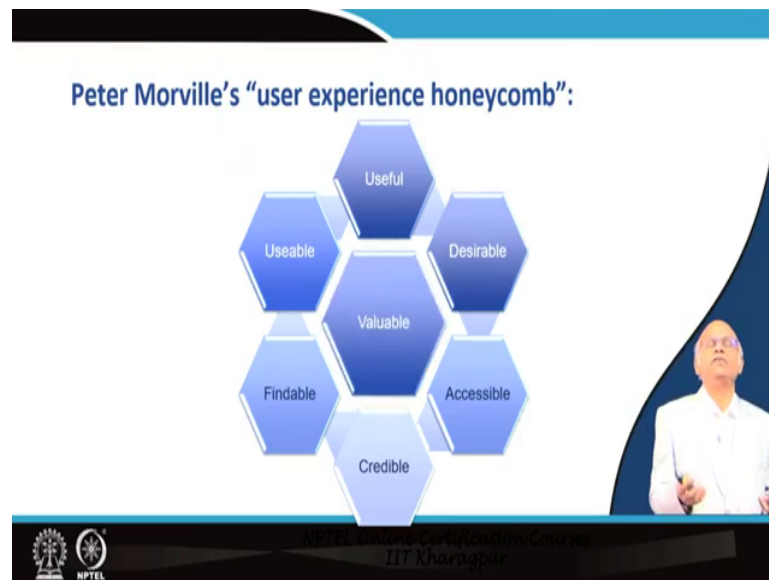 Peter Morville's “user experience honeycomb”:
Useful
Useable
Desirable
Valuable
Findable
Accessible
Credible
NPTEL Online Certification Courses
IIT Kharagpur
NPTEL